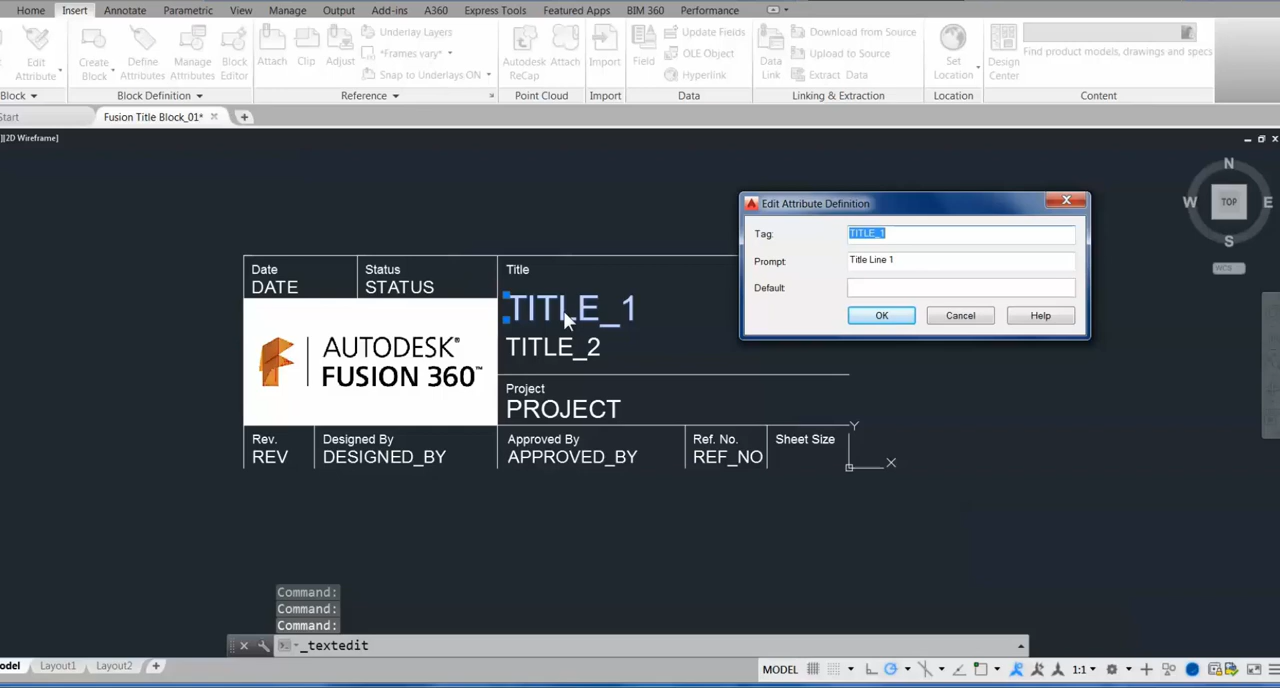 Home Insert Annotate Parametric View Manage Output Add-ins A360 Express Tools Featured Apps BIM 360 Performance
Edit Attribute
Create Block
Define Attributes
Manage Attributes
Block Editor
Attach
Clip
Adjust
Underlay Layers
*Frames vary*
Snap to Underlays ON
Autodesk ReCap
Attach
Import
Field
Update Fields
OLE Object
Hyperlink
Data Link
Download from Source
Upload to Source
Extract Data
Set Location
Design Center
Find product models, drawings and specs
Block Block Definition Reference Point Cloud Import Data Linking & Extraction Location Content
Start Fusion Title Block_01*
][2D Wireframe]
N
W TOP E
S
WCS
Edit Attribute Definition
Tag: TITLE_1
Prompt: Title Line 1
Default:
OK Cancel Help
Date Status Title
DATE STATUS
TITLE_1
TITLE_2
AUTODESK®
FUSION 360™
Project
PROJECT
Rev. Designed By Approved By Ref. No. Sheet Size
REV DESIGNED_BY APPROVED_BY REF_NO
Y
X
Command:
Command:
Command:
_textedit
odel Layout1 Layout2
MODEL 1:1